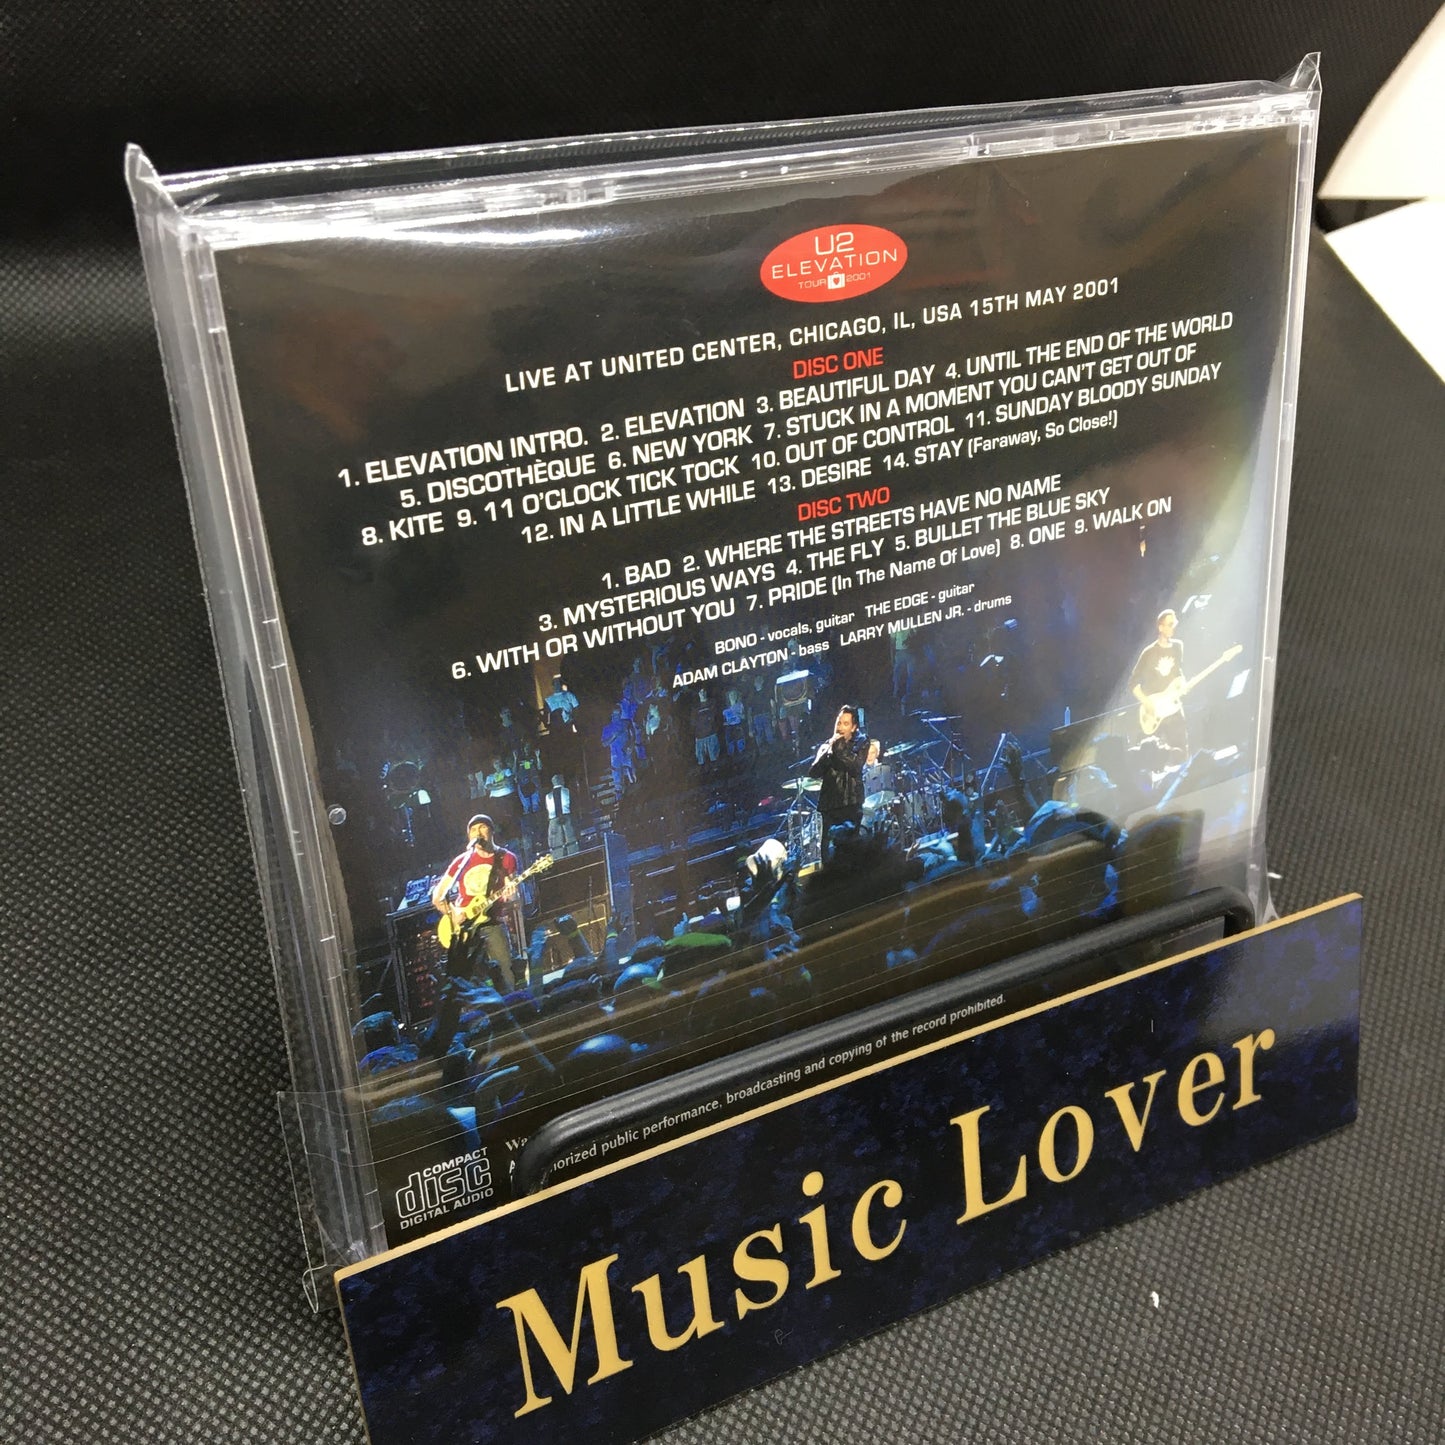 U2
ELEVATION
TOUR 2001
LIVE AT UNITED CENTER, CHICAGO, IL, USA 15TH MAY 2001
DISC ONE
1. ELEVATION INTRO. 2. ELEVATION 3. BEAUTIFUL DAY 4. UNTIL THE END OF THE WORLD
5. DISCOTHÈQUE 6. NEW YORK 7. STUCK IN A MOMENT YOU CAN'T GET OUT OF
8. KITE 9. 11 O'CLOCK TICK TOCK 10. OUT OF CONTROL 11. SUNDAY BLOODY SUNDAY
12. IN A LITTLE WHILE 13. DESIRE 14. STAY (Faraway, So Close!)
DISC TWO
1. BAD 2. WHERE THE STREETS HAVE NO NAME
3. MYSTERIOUS WAYS 4. THE FLY 5. BULLET THE BLUE SKY
6. WITH OR WITHOUT YOU 7. PRIDE (In The Name Of Love) 8. ONE 9. WALK ON
BONO - vocals, guitar THE EDGE - guitar
ADAM CLAYTON - bass LARRY MULLEN JR. - drums
public performance, broadcasting and copying of the record prohibited.
COMPACT
disc
DIGITAL AUDIO
Music Lover